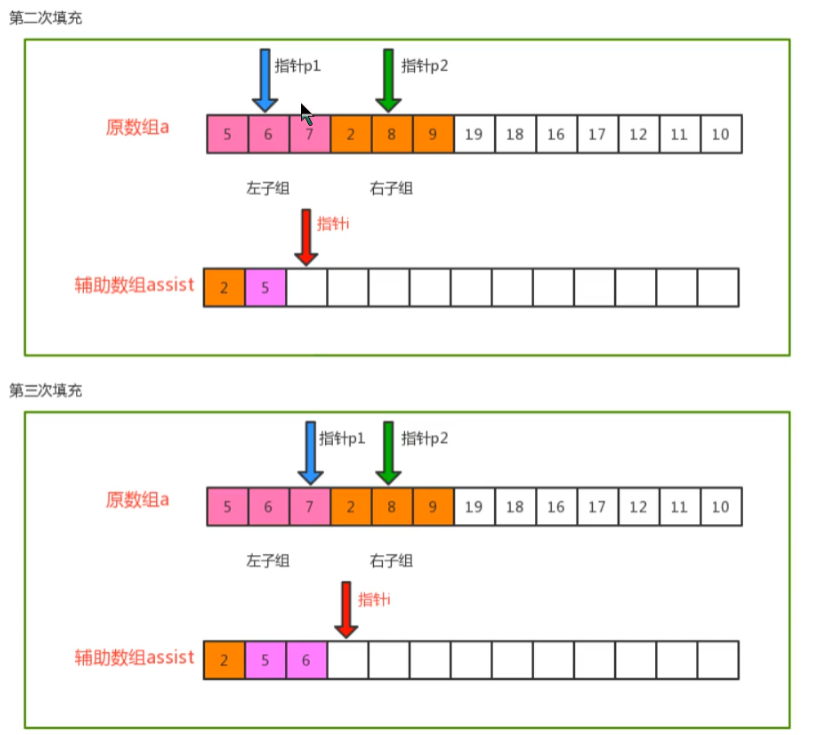 第二次填充
指针p1 指针p2
原数组a 5 6 7 2 8 9 19 18 16 17 12 11 10
左子组 右子组
指针i
辅助数组assist 2 5
第三次填充
指针p1 指针p2
原数组a 5 6 7 2 8 9 19 18 16 17 12 11 10
左子组 右子组
指针i
辅助数组assist 2 5 6